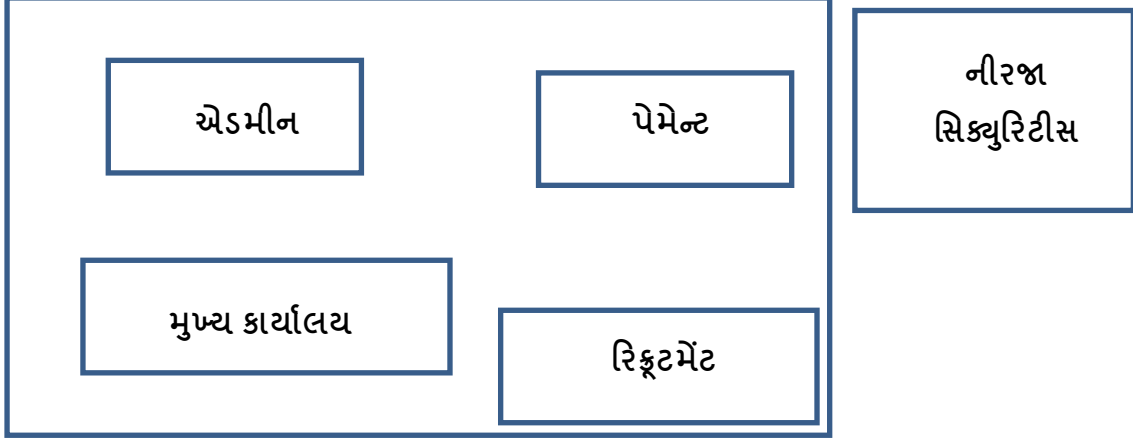 એડમીન
પેમેન્ટ
મુખ્ય કાર્યાલય
રિક્રૂટમેંટ
નીરજા
સિક્યુરિટીસ